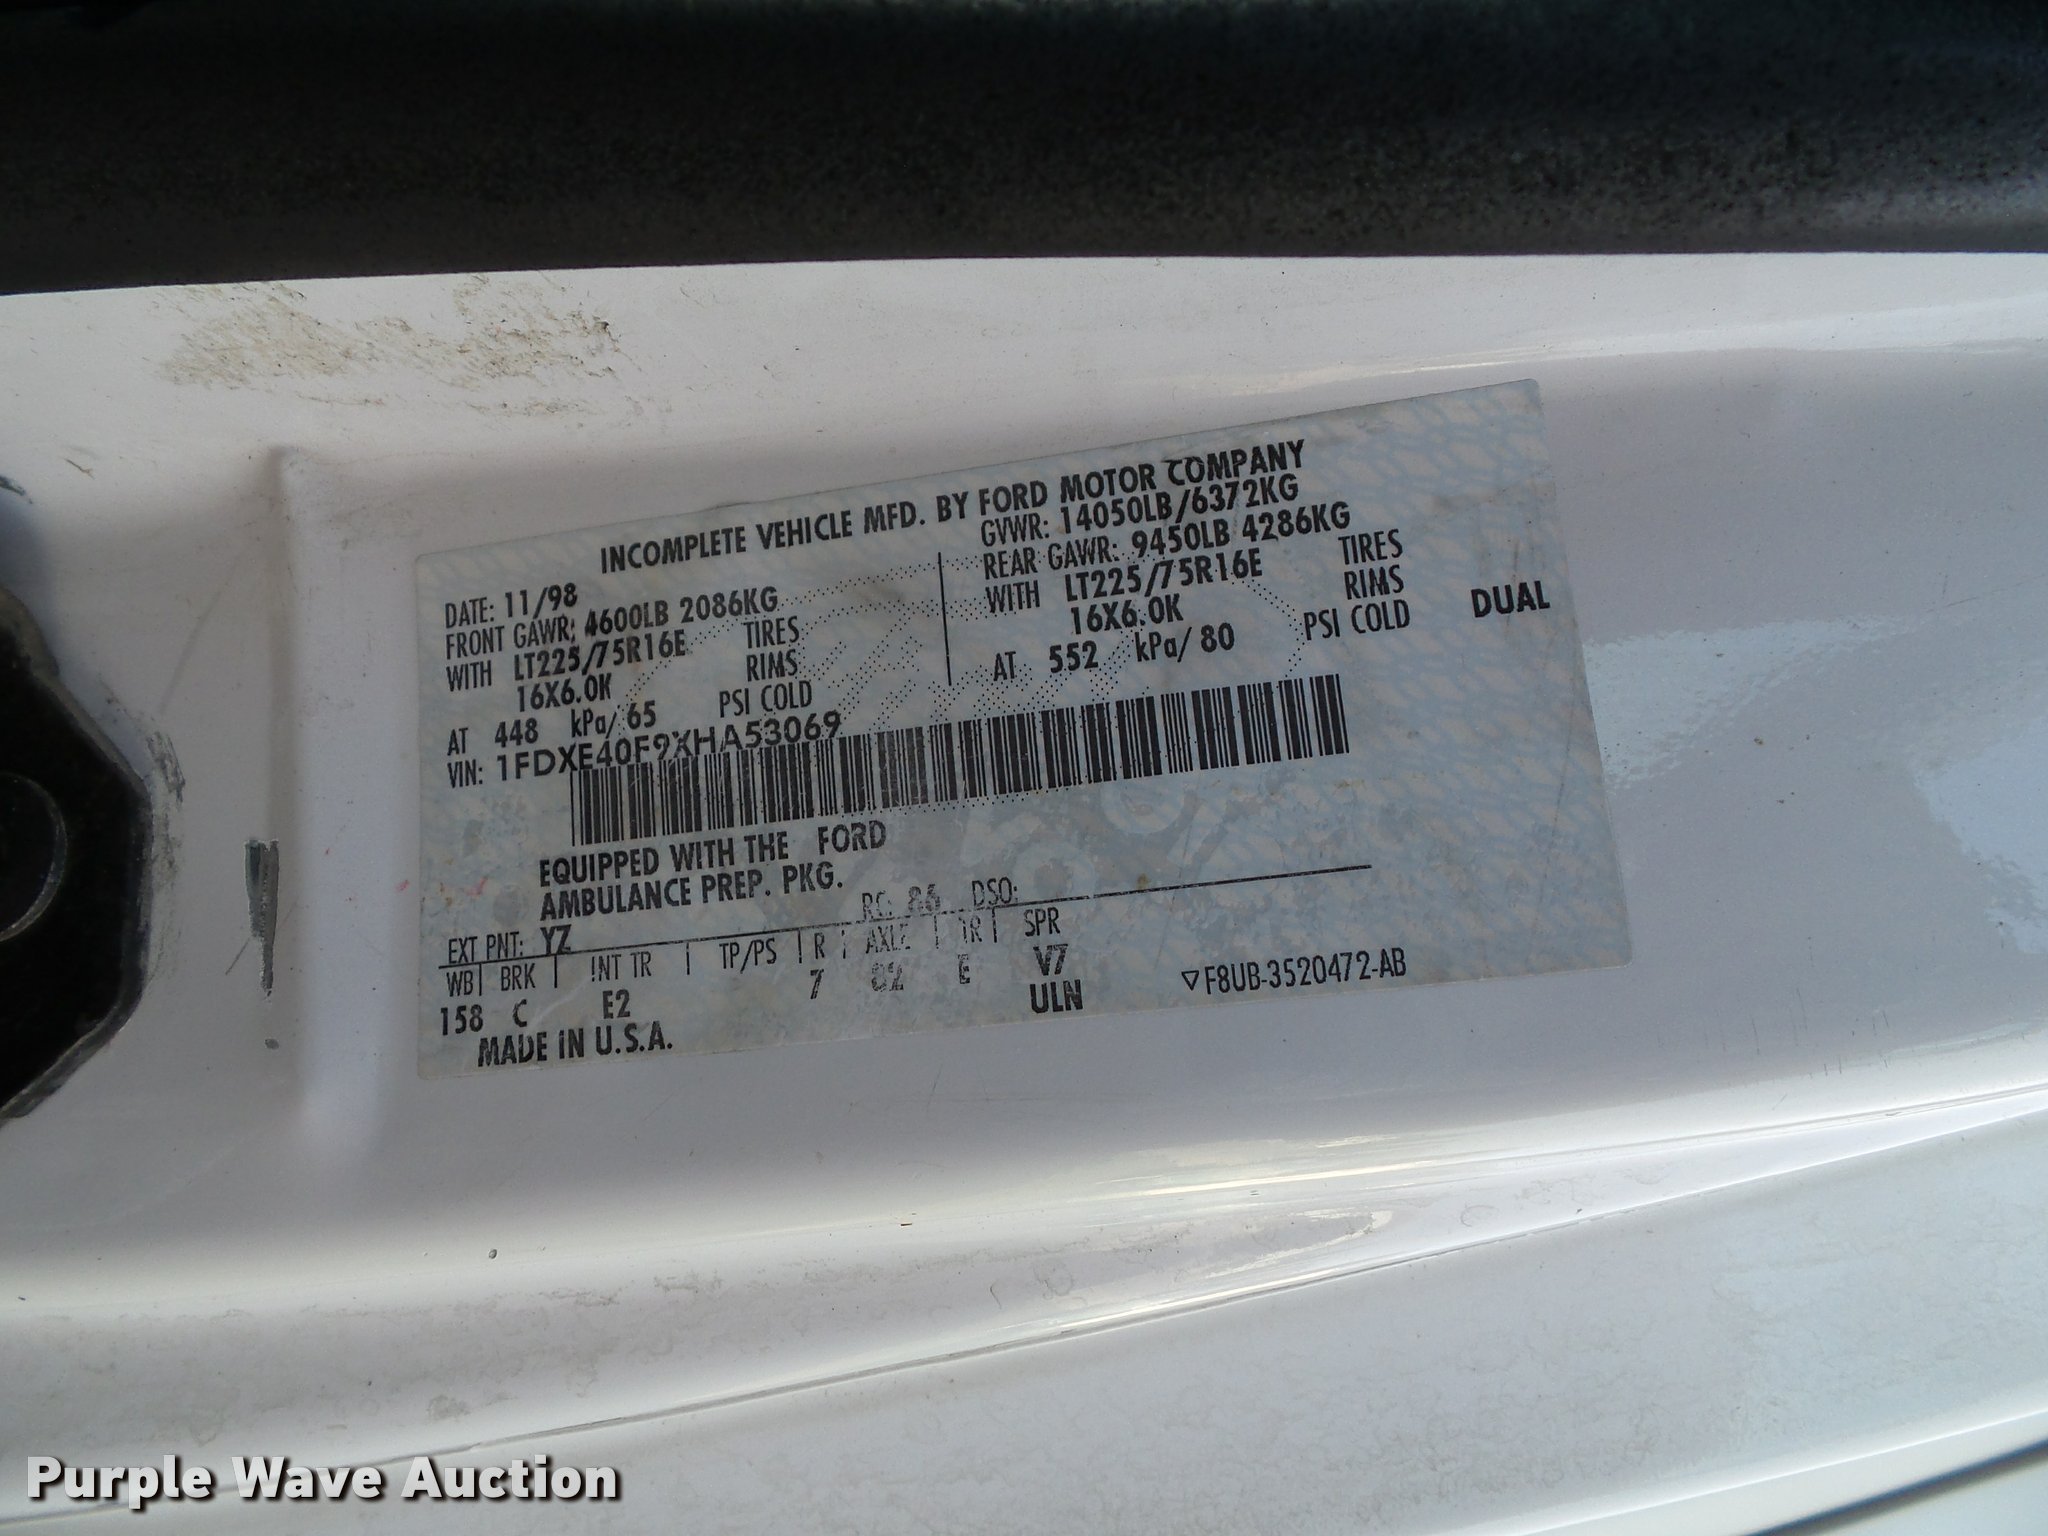 INCOMPLETE VEHICLE MFD. BY FORD MOTOR COMPANY
DATE: 11/98 GVWR: 14050LB/6372KG
FRONT GAWR: 4600LB 2086KG REAR GAWR: 9450LB 4286KG
WITH LT225/75R16E TIRES WITH LT225/75R16E TIRES
16X6.0K RIMS 16X6.0K RIMS
AT 448 kPa/ 65 PSI COLD AT 552 kPa/ 80 PSI COLD DUAL
VIN: 1FDXE40F9XHA53069
EQUIPPED WITH THE FORD
AMBULANCE PREP. PKG.
EXT PNT: YZ RC: 86 DSO:
WB BRK INT TR TP/PS R AXLE TR SPR
158 C E2 7 82 E V7
ULN
MADE IN U.S.A.
▽F8UB-3520472-AB
Purple Wave Auction